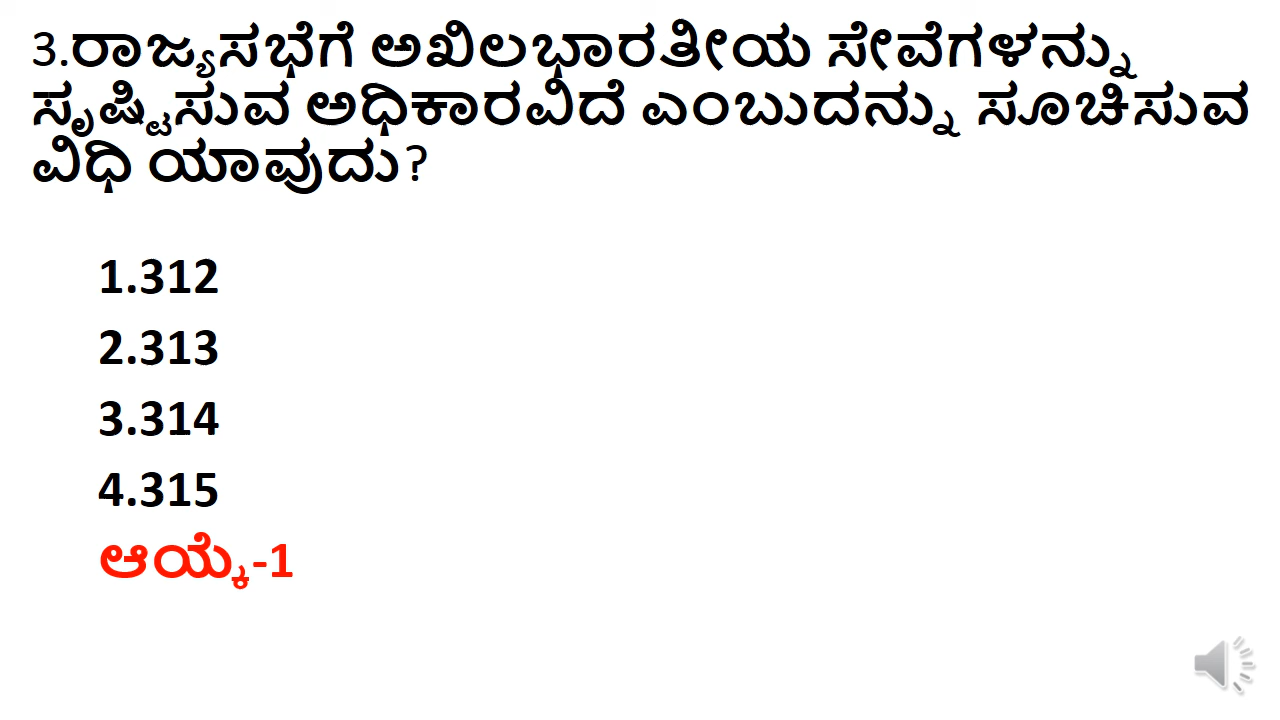 3.ರಾಜ್ಯಸಭೆಗೆ ಅಖಿಲಭಾರತೀಯ ಸೇವೆಗಳನ್ನು
ಸೃಷ್ಟಿಸುವ ಅಧಿಕಾರವಿದೆ ಎಂಬುದನ್ನು ಸೂಚಿಸುವ
ವಿಧಿ ಯಾವುದು?
1.312
2.313
3.314
4.315
ಆಯ್ಕೆ-1